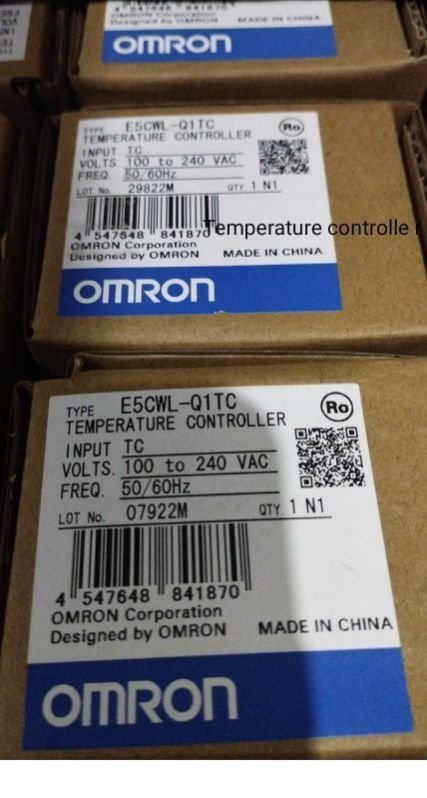 4 547648 841870
OMRON Corporation
Designed by OMRON MADE IN CHINA
OMRON
TYPE E5CWL-Q1TC
TEMPERATURE CONTROLLER
Ro
INPUT TC
VOLTS 100 to 240 VAC
FREQ. 50/60Hz
LOT No. 29822M QTY 1 N1
4 547648 841870
Temperature controlle r
OMRON Corporation
Designed by OMRON MADE IN CHINA
OMRON
TYPE E5CWL-Q1TC
TEMPERATURE CONTROLLER
Ro
INPUT TC
VOLTS. 100 to 240 VAC
FREQ. 50/60Hz
LOT No. 07922M QTY. 1 N1
4 547648 841870
OMRON Corporation
Designed by OMRON MADE IN CHINA
OMRON